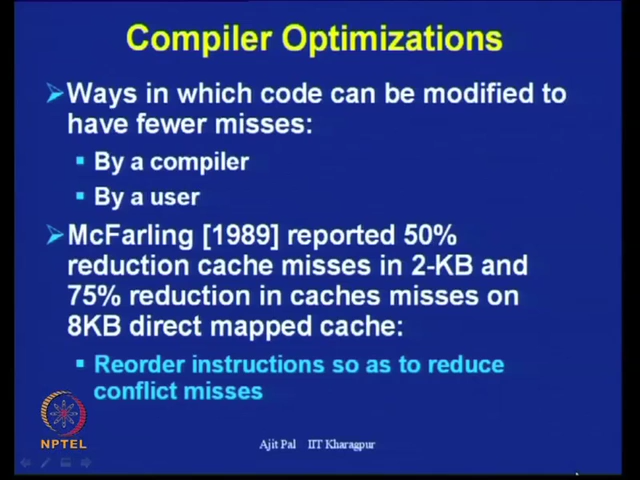 Compiler Optimizations
Ways in which code can be modified to
have fewer misses:
By a compiler
By a user
McFarling [1989] reported 50%
reduction cache misses in 2-KB and
75% reduction in caches misses on
8KB direct mapped cache:
Reorder instructions so as to reduce
conflict misses
NPTEL
Ajit Pal IIT Kharagpur